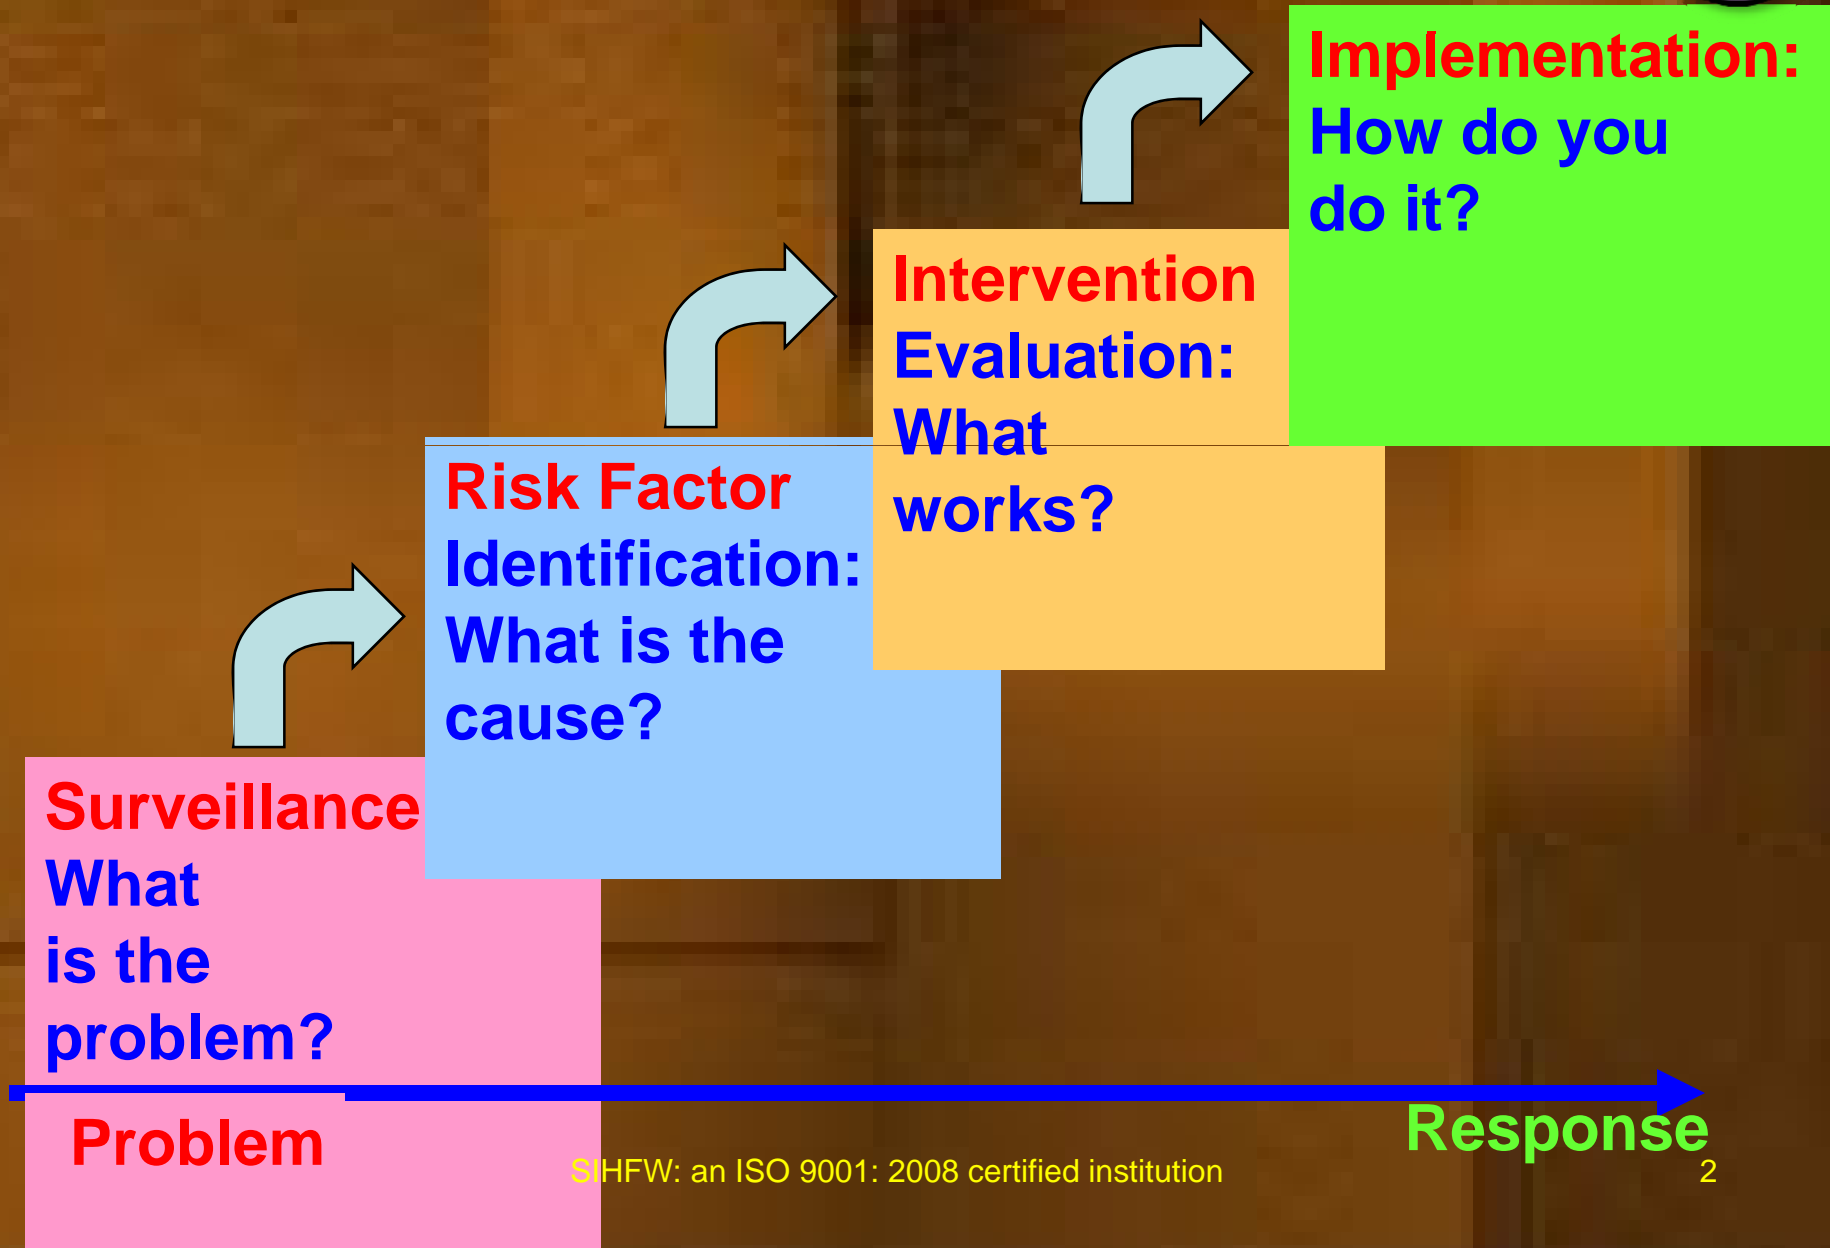 Implementation:
How do you
do it?
Intervention
Evaluation:
What
works?
Risk Factor
Identification:
What is the
cause?
Surveillance
What
is the
problem?
Problem
Response
SIHFW: an ISO 9001: 2008 certified institution
2